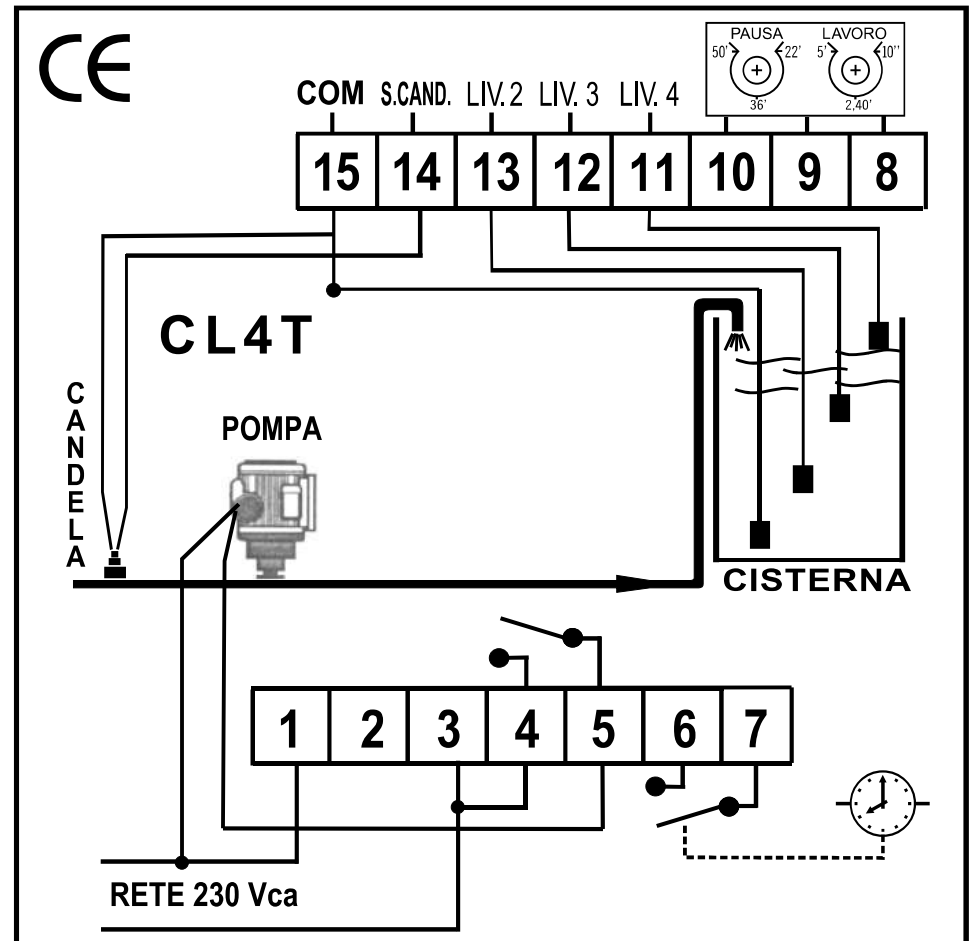 CE
PAUSA LAVORO
50' 22' 5' 10''
36' 2,40'
COM S.CAND. LIV. 2 LIV. 3 LIV. 4
15 14 13 12 11 10 9 8
CL4T
CANDELA
POMPA
CISTERNA
1 2 3 4 5 6 7
RETE 230 Vca